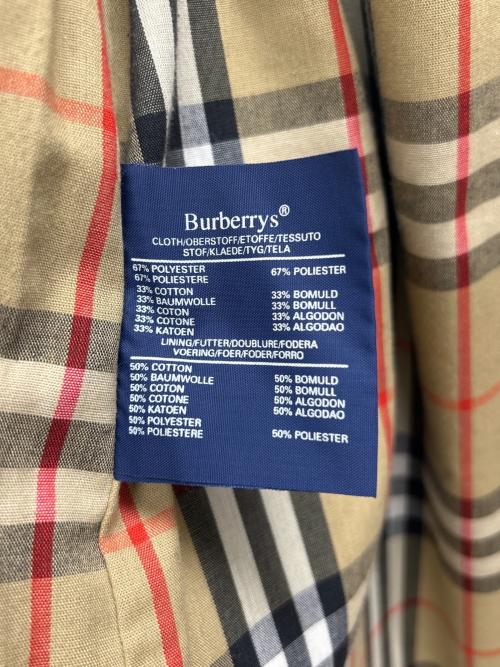 Burberrys®
CLOTH/OBERSTOFF/ETOFFE/TESSUTO
STOF/KLAEDE/TYG/TELA
67% POLYESTER 67% POLIESTER
67% POLIESTERE
33% COTTON 33% BOMULD
33% BAUMWOLLE 33% BOMULL
33% COTON 33% ALGODON
33% COTONE 33% ALGODAO
33% KATOEN
LINING/FUTTER/DOUBLURE/FODERA
VOERING/FOER/FODER/FORRO
50% COTTON
50% BAUMWOLLE 50% BOMULD
50% COTON 50% BOMULL
50% COTONE 50% ALGODON
50% KATOEN 50% ALGODAO
50% POLYESTER
50% POLIESTERE 50% POLIESTER